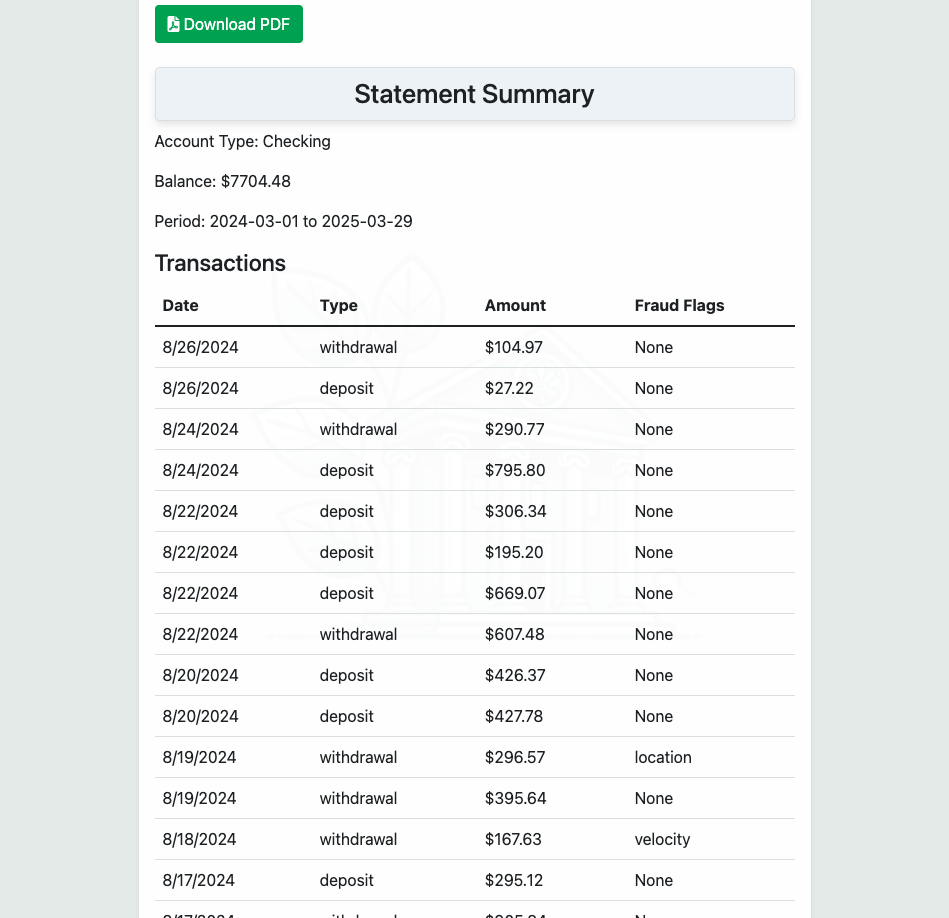 Download PDF
Statement Summary
Account Type: Checking
Balance: $7704.48
Period: 2024-03-01 to 2025-03-29
Transactions
Date Type Amount Fraud Flags
8/26/2024 withdrawal $104.97 None
8/26/2024 deposit $27.22 None
8/24/2024 withdrawal $290.77 None
8/24/2024 deposit $795.80 None
8/22/2024 deposit $306.34 None
8/22/2024 deposit $195.20 None
8/22/2024 deposit $669.07 None
8/22/2024 withdrawal $607.48 None
8/20/2024 deposit $426.37 None
8/20/2024 deposit $427.78 None
8/19/2024 withdrawal $296.57 location
8/19/2024 withdrawal $395.64 None
8/18/2024 withdrawal $167.63 velocity
8/17/2024 deposit $295.12 None